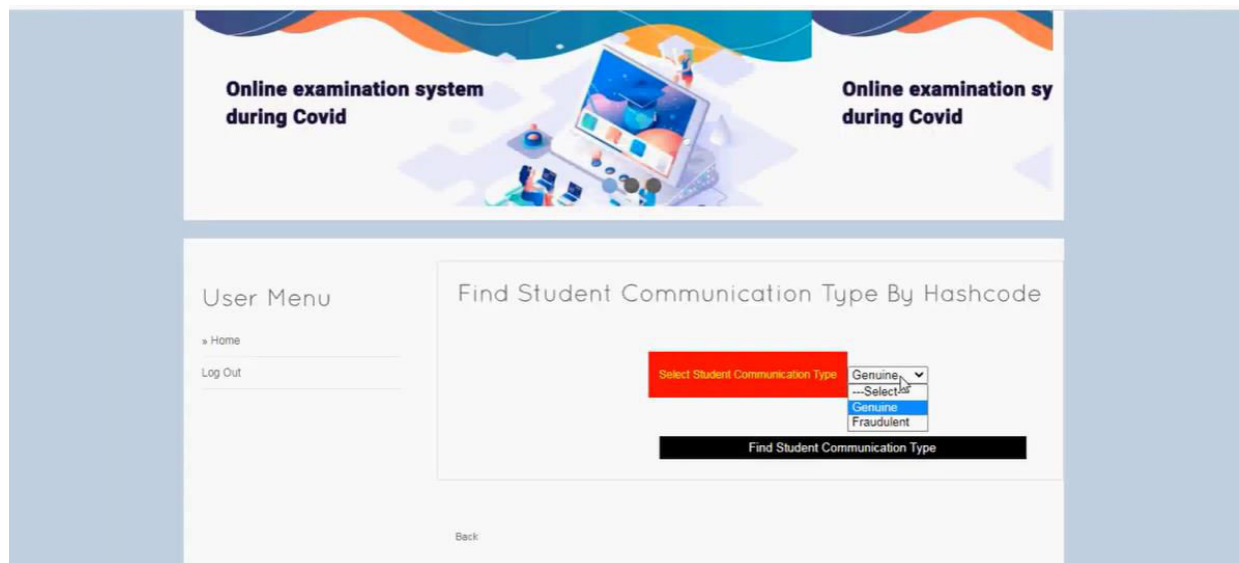 Online examination system
during Covid
Online examination sy
during Covid
User Menu
» Home
Log Out
Find Student Communication Type By Hashcode
Select Student Communication Type
Genuine
---Select
Genuine
Fraudulent
Find Student Communication Type
Back